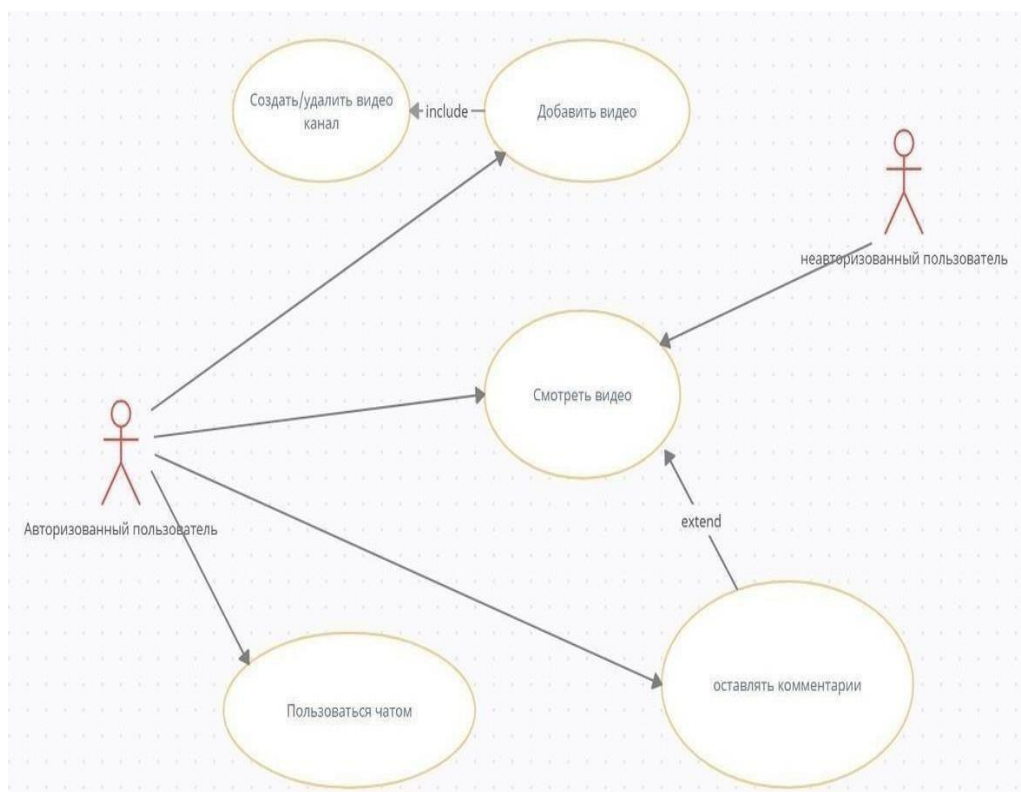 Создать/удалить видео
канал
include
Добавить видео
неавторизованный пользователь
Смотреть видео
Авторизованный пользователь
extend
оставлять комментарии
Пользоваться чатом